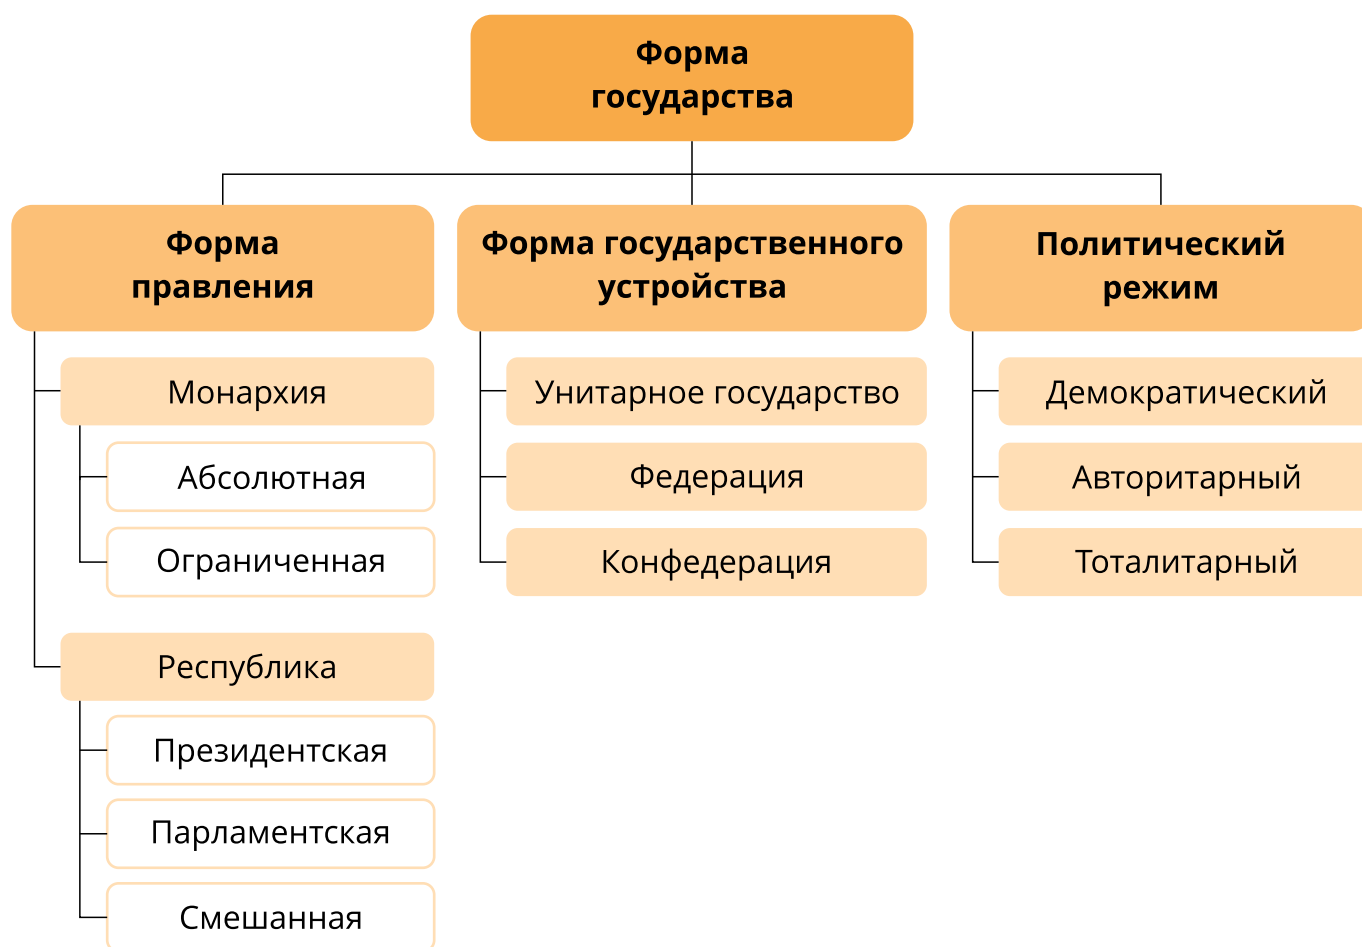 Форма
государства
Форма
правления
Форма государственного
устройства
Политический
режим
Монархия
Абсолютная
Ограниченная
Республика
Президентская
Парламентская
Смешанная
Унитарное государство
Федерация
Конфедерация
Демократический
Авторитарный
Тоталитарный